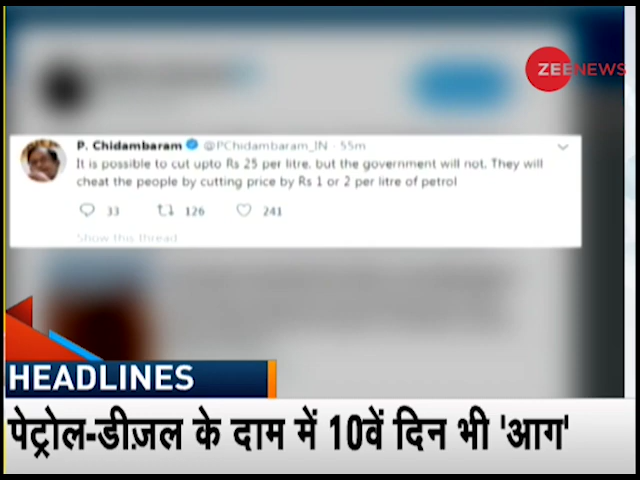 ZEENEWS
P. Chidambaram @PChidambaram_IN · 55m
It is possible to cut upto Rs 25 per litre, but the government will not. They will
cheat the people by cutting price by Rs 1 or 2 per litre of petrol
33 126 241
Show this thread
HEADLINES
पेट्रोल-डीज़ल के दाम में 10वें दिन भी 'आग'